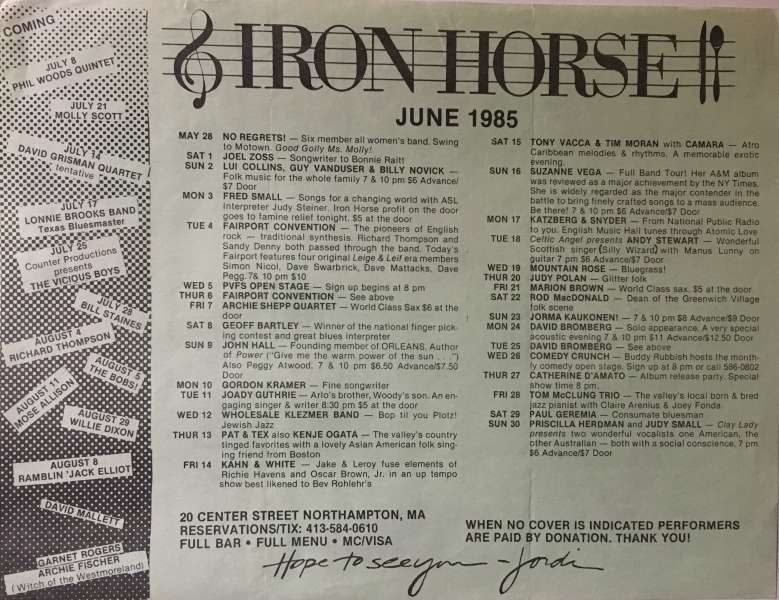 COMING
JULY 8
PHIL WOODS QUINTET
JULY 21
MOLLY SCOTT
JULY 14
DAVID GRISMAN QUARTET
tentative
JULY 17
LONNIE BROOKS BAND
Texas Bluesmaster
JULY 25
Counter Productions
presents
THE VICIOUS BOYS
JULY 28
BILL STAINES
AUGUST 4
RICHARD THOMPSON
AUGUST 5
THE BOBS!
AUGUST 11
MOSE ALLISON
AUGUST 29
WILLIE DIXON
AUGUST 8
RAMBLIN 'JACK ELLIOT
DAVID MALLETT
GARNET ROGERS
ARCHIE FISCHER
(Witch of the Westmoreland)
IRON HORSE
JUNE 1985
MAY 28 NO REGRETS! — Six member all women's band. Swing
to Motown. Good Golly Ms. Molly!
SAT 1 JOEL ZOSS — Songwriter to Bonnie Raitt
SUN 2 LUI COLLINS, GUY VANDUSER & BILLY NOVICK —
Folk music for the whole family 7 & 10 pm $6 Advance/
$7 Door
MON 3 FRED SMALL — Songs for a changing world with ASL
Interpreter Judy Steiner. Iron Horse profit on the door
goes to famine relief tonight. $5 at the door
TUE 4 FAIRPORT CONVENTION — The pioneers of English
rock — traditional synthesis. Richard Thompson and
Sandy Denny both passed through the band. Today's
Fairport features four original Leige & Leif era members
Simon Nicol, Dave Swarbrick, Dave Mattacks, Dave
Pegg. 7& 10 pm $10
WED 5 PVFS OPEN STAGE — Sign up begins at 8 pm
THUR 6 FAIRPORT CONVENTION — See above
FRI 7 ARCHIE SHEPP QUARTET — World Class Sax $6 at the
door
SAT 8 GEOFF BARTLEY — Winner of the national finger pick-
ing contest and great blues interpreter
SUN 9 JOHN HALL — Founding member of ORLEANS. Author
of Power ("Give me the warm power of the sun . . .")
Also Peggy Atwood. 7 & 10 pm $6.50 Advance/$7.50
Door
MON 10 GORDON KRAMER — Fine songwriter
TUE 11 JOADY GUTHRIE — Arlo's brother, Woody's son. An en-
gaging singer & writer 8:30 pm $5 at the door
WED 12 WHOLESALE KLEZMER BAND — Bop til you Plotz!
Jewish Jazz
THUR 13 PAT & TEX also KENJE OGATA — The valley's country
tinged favorites with a lovely Asian American folk sing-
ing friend from Boston
FRI 14 KAHN & WHITE — Jake & Leroy fuse elements of
Richie Havens and Oscar Brown, Jr. in an up tempo
show best likened to Bev Rohlehr's
SAT 15 TONY VACCA & TIM MORAN with CAMARA — Afro
Caribbean melodies & rhythms. A memorable exotic
evening.
SUN 16 SUZANNE VEGA — Full Band Tour! Her A&M album
was reviewed as a major achievement by the NY Times.
She is widely regarded as the major contender in the
battle to bring finely crafted songs to a mass audience.
Be there! 7 & 10 pm $6 Advance/$7 Door
MON 17 KATZBERG & SNYDER — From National Public Radio
to you. English Music Hall tunes through Atomic Love
TUE 18 Celtic Angel presents ANDY STEWART — Wonderful
Scottish singer (Silly Wizard) with Manus Lunny on
guitar 7 pm $6 Advance/$7 Door
WED 19 MOUNTAIN ROSE — Bluegrass!
THUR 20 JUDY POLAN — Glitter folk
FRI 21 MARION BROWN — World Class sax. $5 at the door
SAT 22 ROD MacDONALD — Dean of the Greenwich Village
folk scene
SUN 23 JORMA KAUKONEN! — 7 & 10 pm $8 Advance/$9 Door
MON 24 DAVID BROMBERG — Solo appearance. A very special
acoustic evening 7 & 10 pm $11 Advance/$12.50 Door
TUE 25 DAVID BROMBERG — See above
WED 26 COMEDY CRUNCH — Buddy Rubbish hosts the month-
ly comedy open stage. Sign up at 8 pm or call 586-0802
THUR 27 CATHERINE D'AMATO — Album release party. Special
show time 8 pm.
FRI 28 TOM McCLUNG TRIO — The valley's local born & bred
jazz pianist with Claire Arenius & Joey Fonda
SAT 29 PAUL GEREMIA — Consumate bluesman
SUN 30 PRISCILLA HERDMAN and JUDY SMALL — Clay Lady
presents two wonderful vocalists one American, the
other Australian — both with a social conscience. 7 pm
$6 Advance/$7 Door
20 CENTER STREET NORTHAMPTON, MA
RESERVATIONS/TIX: 413-584-0610
FULL BAR • FULL MENU • MC/VISA
WHEN NO COVER IS INDICATED PERFORMERS
ARE PAID BY DONATION. THANK YOU!
Hope to see you — Jordi